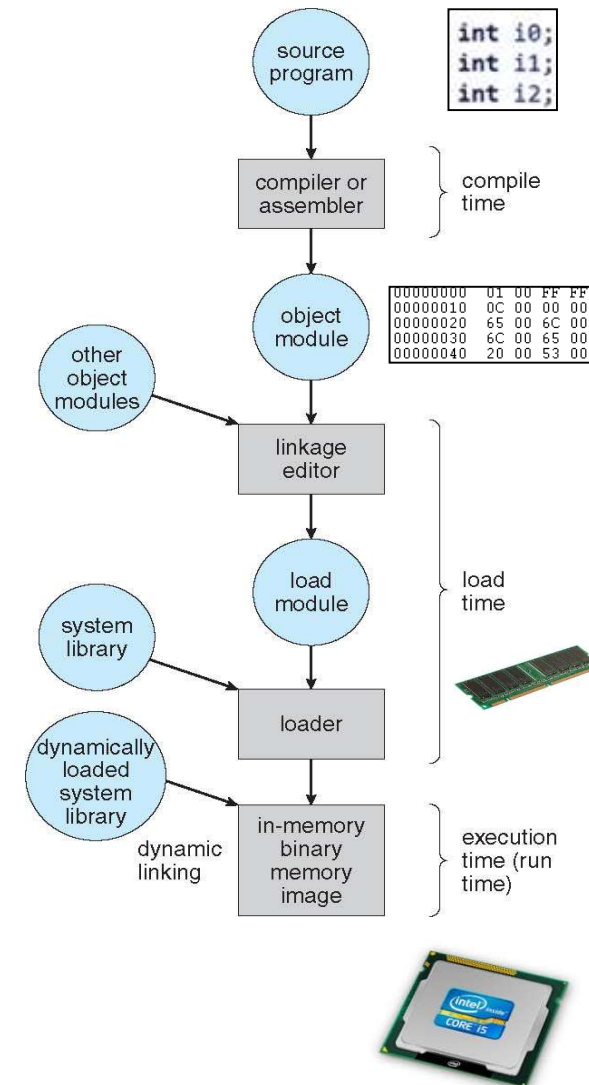 source
program
int i0;
int i1;
int i2;
compiler or
assembler
compile
time
object
module
00000000 01 00 FF FF
00000010 0C 00 00 00
00000020 65 00 6C 00
00000030 6C 00 65 00
00000040 20 00 53 00
other
object
modules
linkage
editor
load
module
load
time
system
library
loader
dynamically
loaded
system
library
dynamic
linking
in-memory
binary
memory
image
execution
time (run
time)
intel
inside
CORE i5